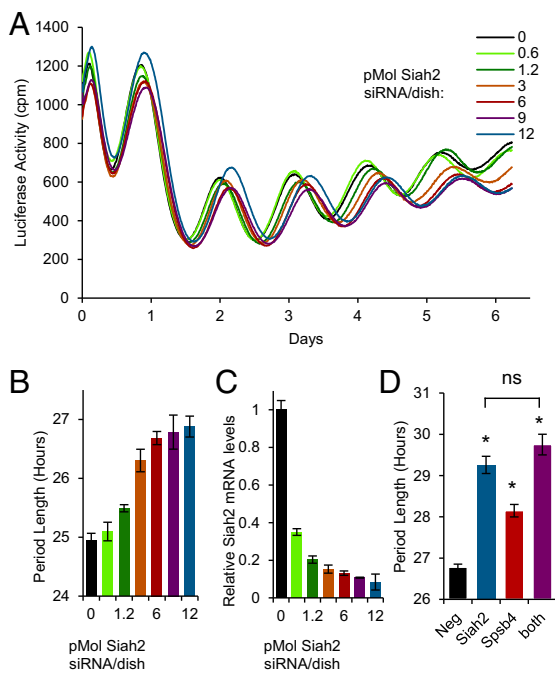 A
1400
1200
1000
800
600
400
200
0
Luciferase Activity (cpm)
0 1 2 3 4 5 6
Days
pMol Siah2
siRNA/dish:
0
0.6
1.2
3
6
9
12
B
27
26
25
24
Period Length (Hours)
0 1.2 6 12
pMol Siah2
siRNA/dish
C
1
0.8
0.6
0.4
0.2
0
Relative Siah2 mRNA levels
0 1.2 6 12
pMol Siah2
siRNA/dish
D
ns
31
30
29
28
27
26
Period Length (Hours)
* * *
Neg Siah2 Spsb4 both